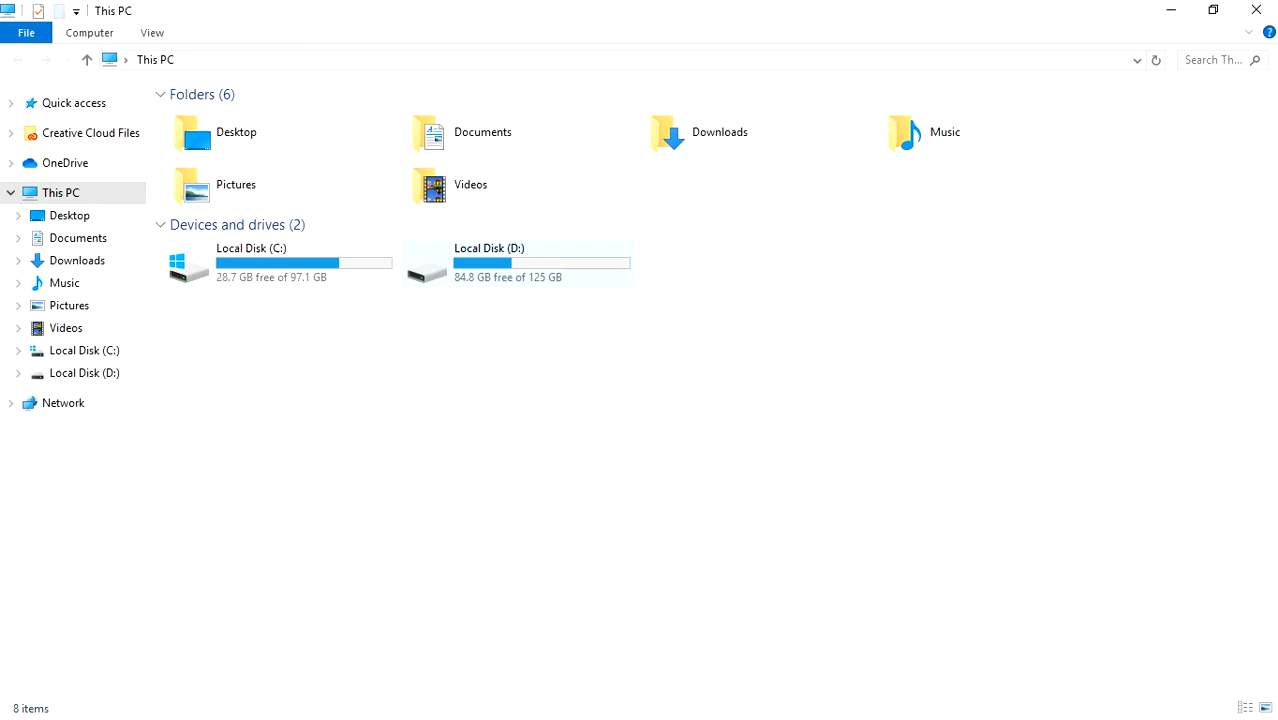 This PC
File Computer View
This PC
Search Th...
Quick access
Creative Cloud Files
OneDrive
This PC
Desktop
Documents
Downloads
Music
Pictures
Videos
Local Disk (C:)
Local Disk (D:)
Network
Folders (6)
Desktop Documents Downloads Music
Pictures Videos
Devices and drives (2)
Local Disk (C:) Local Disk (D:)
28.7 GB free of 97.1 GB 84.8 GB free of 125 GB
8 items